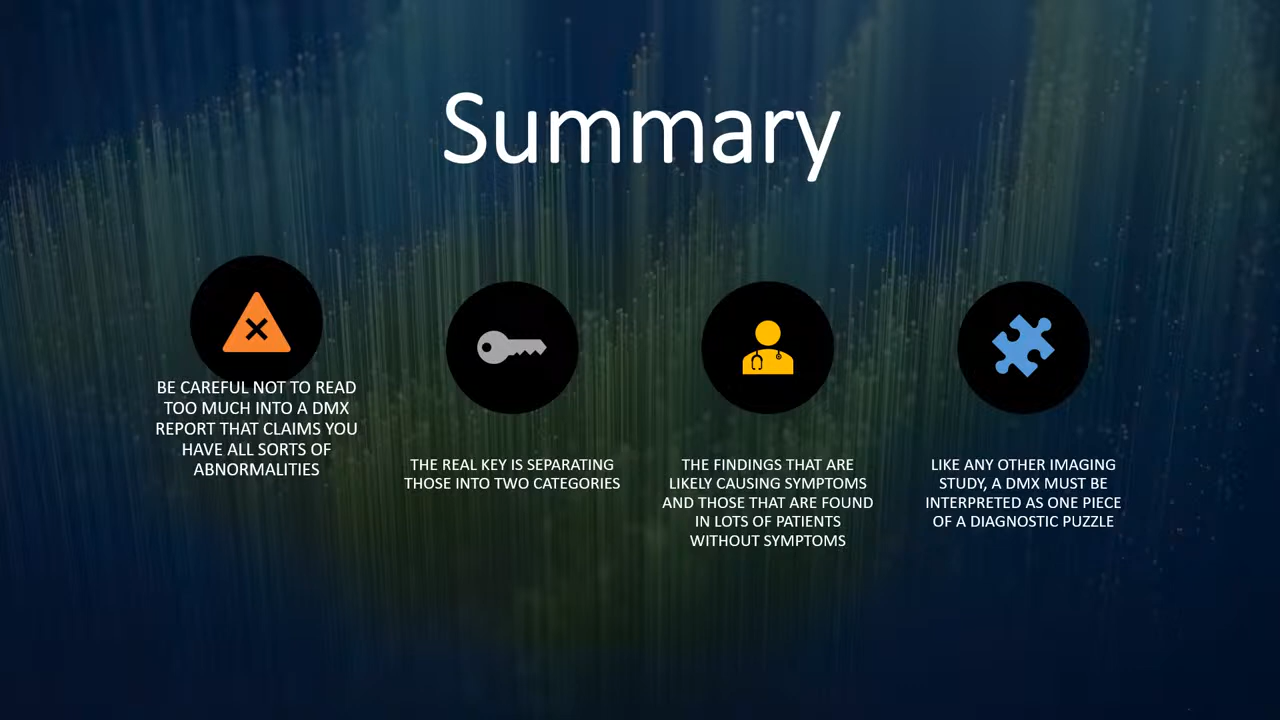 Summary
BE CAREFUL NOT TO READ
TOO MUCH INTO A DMX
REPORT THAT CLAIMS YOU
HAVE ALL SORTS OF
ABNORMALITIES
THE REAL KEY IS SEPARATING
THOSE INTO TWO CATEGORIES
THE FINDINGS THAT ARE
LIKELY CAUSING SYMPTOMS
AND THOSE THAT ARE FOUND
IN LOTS OF PATIENTS
WITHOUT SYMPTOMS
LIKE ANY OTHER IMAGING
STUDY, A DMX MUST BE
INTERPRETED AS ONE PIECE
OF A DIAGNOSTIC PUZZLE